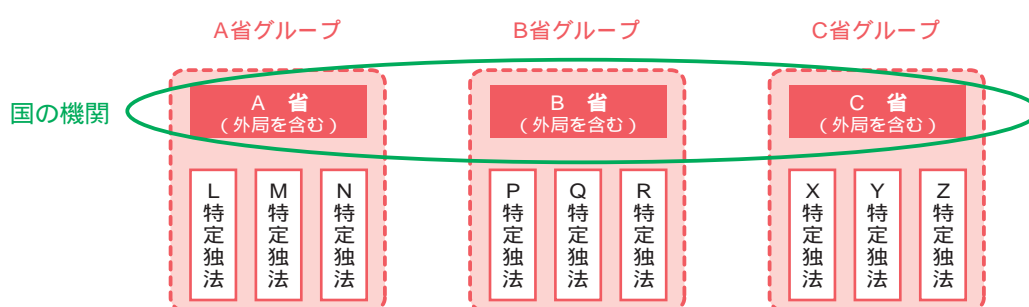 A省グループ
B省グループ
C省グループ
国の機関
A 省
(外局を含む)
B 省
(外局を含む)
C 省
(外局を含む)
L特定独法
M特定独法
N特定独法
P特定独法
Q特定独法
R特定独法
X特定独法
Y特定独法
Z特定独法